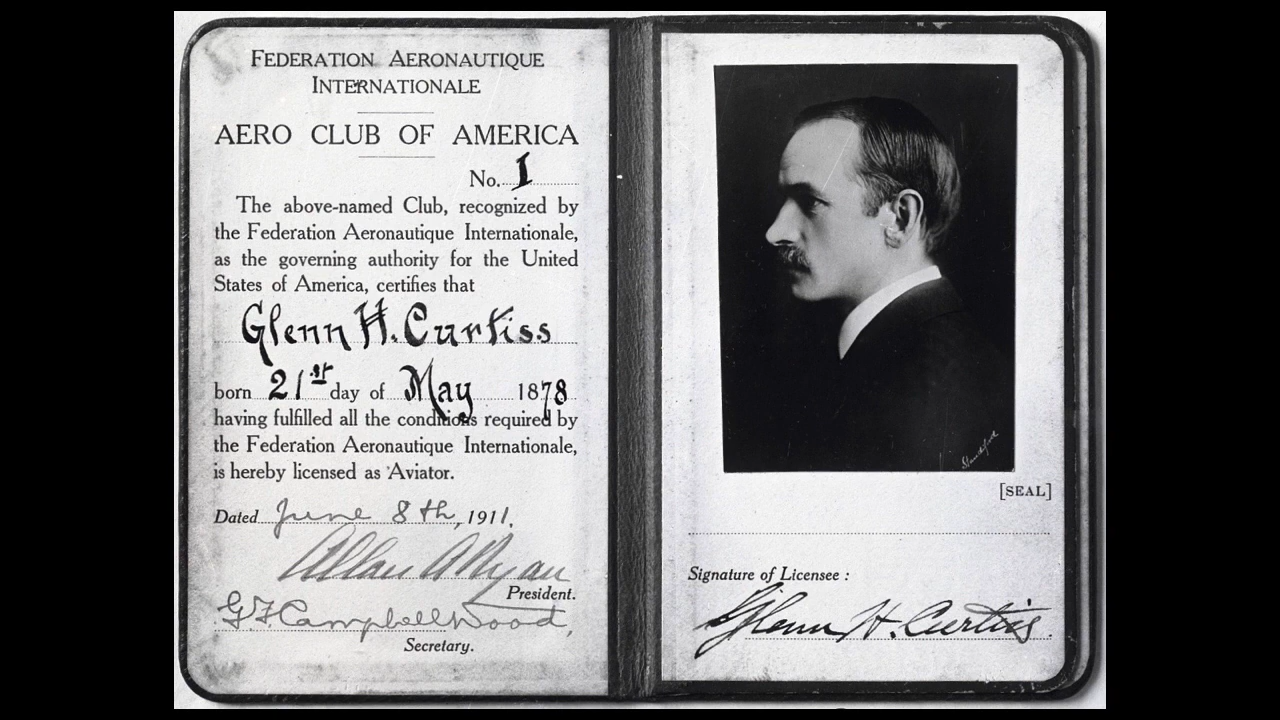 FEDERATION AERONAUTIQUE
INTERNATIONALE
AERO CLUB OF AMERICA
No. 1
The above-named Club, recognized by
the Federation Aeronautique Internationale,
as the governing authority for the United
States of America, certifies that
Glenn H. Curtiss
born 21st day of May 1878
having fulfilled all the conditions required by
the Federation Aeronautique Internationale,
is hereby licensed as Aviator.
Dated June 8th, 1911.
Allan A Ryan
President.
G F Campbell Wood,
Secretary.
[SEAL]
Signature of Licensee :
Glenn H. Curtiss.